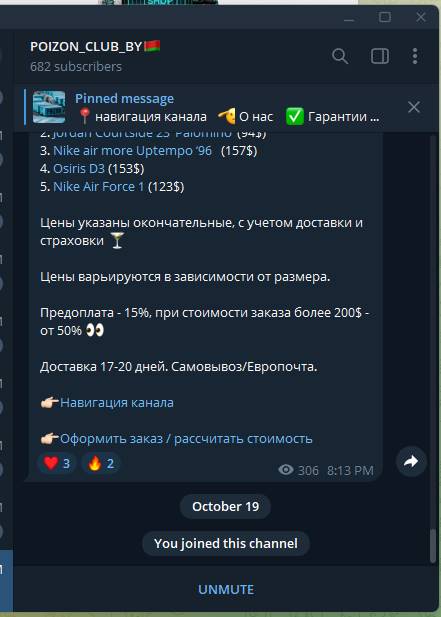 SHOP
POIZON_CLUB_BY
682 subscribers
Pinned message
навигация канала О нас Гарантии ...
2. Jordan Courtside 23 'Palomino' (94$)
3. Nike air more Uptempo '96 (157$)
4. Osiris D3 (153$)
5. Nike Air Force 1 (123$)
Цены указаны окончательные, с учетом доставки и
страховки
Цены варьируются в зависимости от размера.
Предоплата - 15%, при стоимости заказа более 200$ -
от 50%
Доставка 17-20 дней. Самовывоз/Европочта.
Навигация канала
Оформить заказ / рассчитать стоимость
3 2
306 8:13 PM
October 19
You joined this channel
UNMUTE